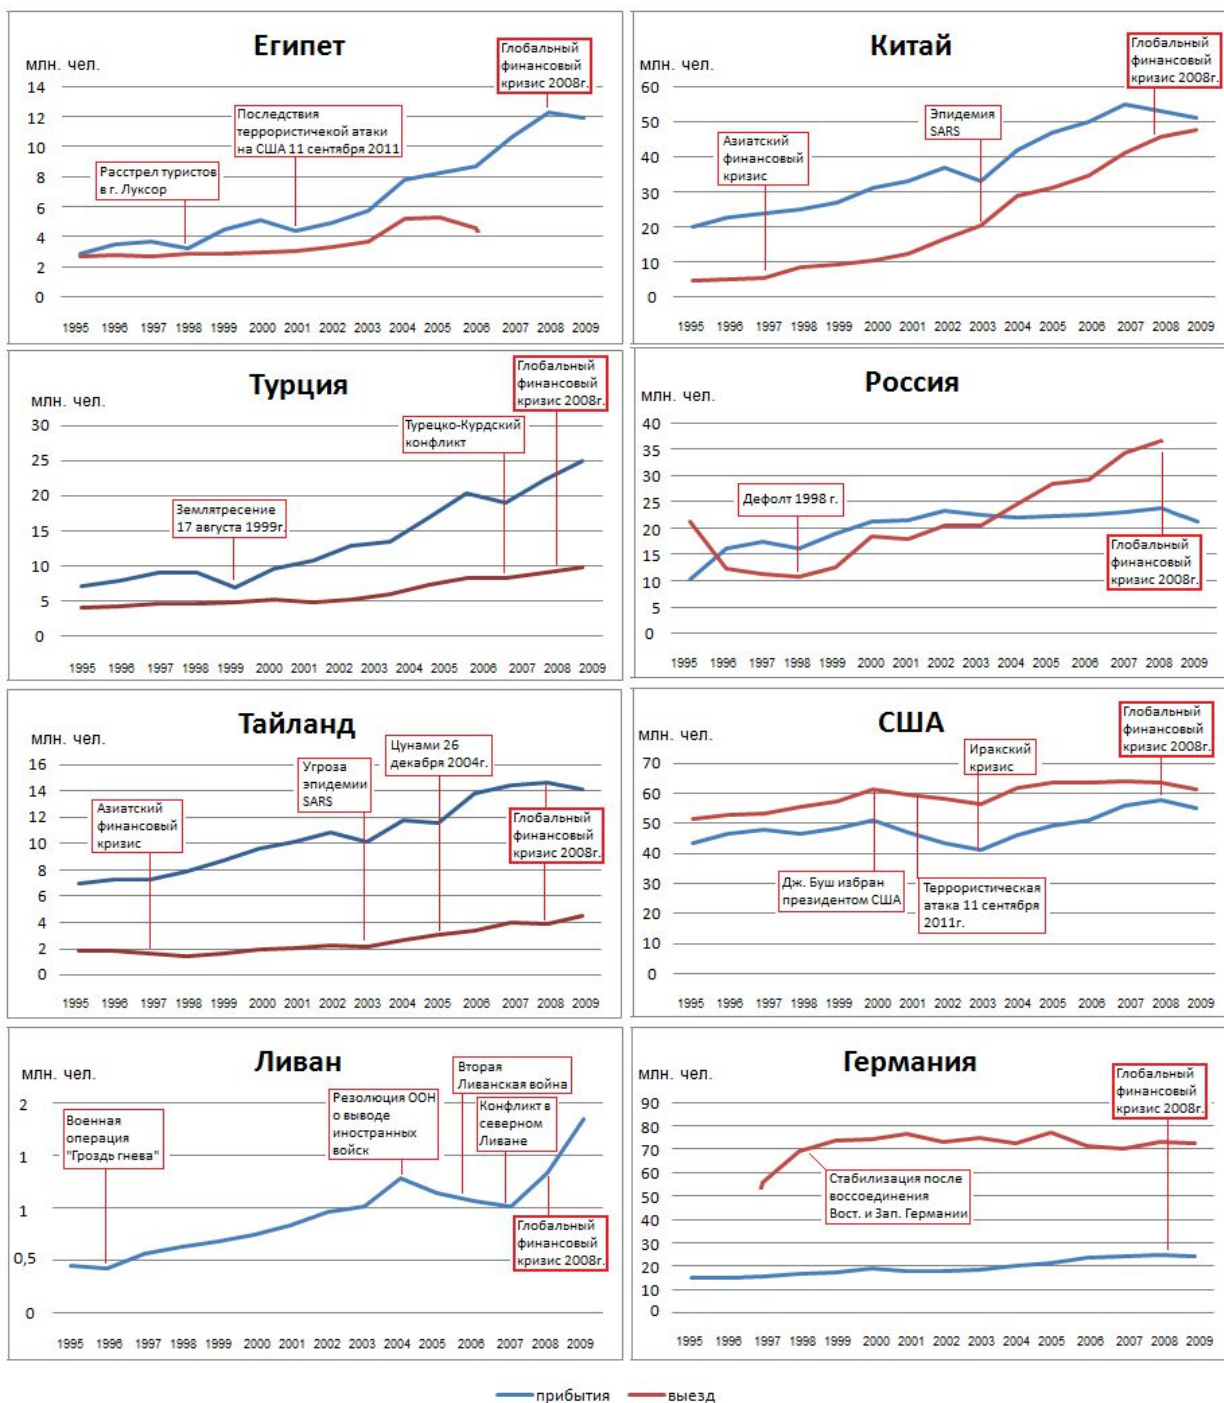 Египет
млн. чел.
Глобальный
финансовый
кризис 2008г.
Последствия
террористичекой атаки
на США 11 сентября 2011
Расстрел туристов
в г. Луксор
14
12
10
8
6
4
2
0
1995 1996 1997 1998 1999 2000 2001 2002 2003 2004 2005 2006 2007 2008 2009
Китай
млн. чел.
Глобальный
финансовый
кризис 2008г.
Эпидемия
SARS
Азиатский
финансовый
кризис
60
50
40
30
20
10
0
1995 1996 1997 1998 1999 2000 2001 2002 2003 2004 2005 2006 2007 2008 2009
Турция
млн. чел.
Глобальный
финансовый
кризис 2008г.
Турецко-Курдский
конфликт
Землятресение
17 августа 1999г.
30
25
20
15
10
5
0
1995 1996 1997 1998 1999 2000 2001 2002 2003 2004 2005 2006 2007 2008 2009
Россия
млн. чел.
Дефолт 1998 г.
Глобальный
финансовый
кризис 2008г.
40
35
30
25
20
15
10
5
0
1995 1996 1997 1998 1999 2000 2001 2002 2003 2004 2005 2006 2007 2008 2009
Тайланд
млн. чел.
Цунами 26
декабря 2004г.
Угроза
эпидемии
SARS
Азиатский
финансовый
кризис
Глобальный
финансовый
кризис 2008г.
16
14
12
10
8
6
4
2
0
1995 1996 1997 1998 1999 2000 2001 2002 2003 2004 2005 2006 2007 2008 2009
США
млн. чел.
Глобальный
финансовый
кризис 2008г.
Иракский
кризис
Дж. Буш избран
президентом США
Террористическая
атака 11 сентября
2011г.
70
60
50
40
30
20
10
0
1995 1996 1997 1998 1999 2000 2001 2002 2003 2004 2005 2006 2007 2008 2009
Ливан
млн. чел.
Вторая
Ливанская война
Резолюция ООН
о выводе
иностранных
войск
Конфликт в
северном
Ливане
Военная
операция
"Гроздь гнева"
Глобальный
финансовый
кризис 2008г.
2
1
1
0,5
0
1995 1996 1997 1998 1999 2000 2001 2002 2003 2004 2005 2006 2007 2008 2009
Германия
млн. чел.
Глобальный
финансовый
кризис 2008г.
Стабилизация после
воссоединения
Вост. и Зап. Германии
90
80
70
60
50
40
30
20
10
0
1995 1996 1997 1998 1999 2000 2001 2002 2003 2004 2005 2006 2007 2008 2009
прибытия выезд